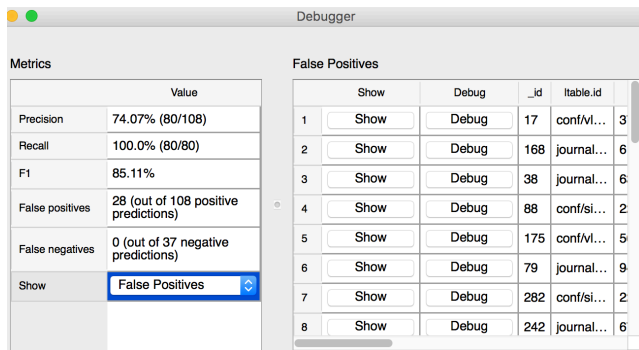 Debugger
Metrics
Value
Precision 74.07% (80/108)
Recall 100.0% (80/80)
F1 85.11%
False positives 28 (out of 108 positive
predictions)
False negatives 0 (out of 37 negative
predictions)
Show False Positives
False Positives
Show Debug _id ltable.id
1 Show Debug 17 conf/vl...
2 Show Debug 168 journal...
3 Show Debug 38 journal...
4 Show Debug 88 conf/si...
5 Show Debug 175 conf/vl...
6 Show Debug 79 journal...
7 Show Debug 282 conf/si...
8 Show Debug 242 journal...